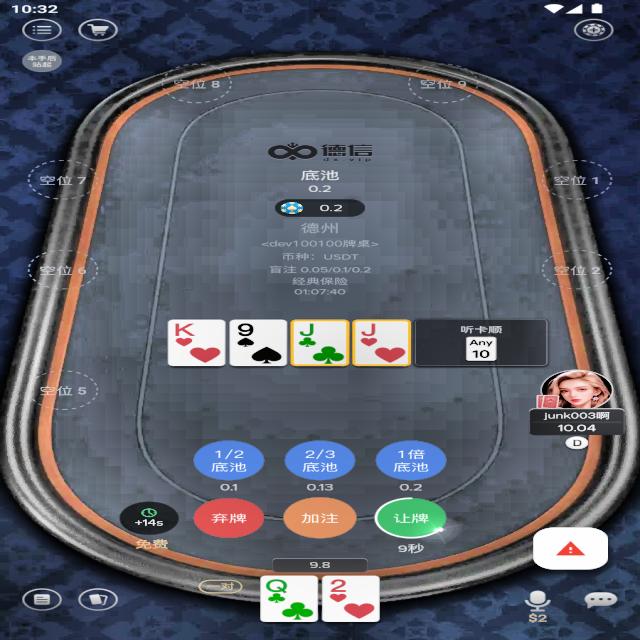 10:32
本手后
站起
空位 8
空位 9
德信
dx.vip
底池
0.2
空位 7
空位 1
0.2
德州
<dev100100牌桌>
币种：USDT
空位 6
盲注 0.05/0.1/0.2
空位 2
经典保险
01:07:40
K
9
J
J
听卡顺
Any
10
空位 5
junk003啊
10.04
D
1/2
底池
2/3
底池
1倍
底池
0.1
0.13
0.2
+14s
弃牌
加注
让牌
免费
9秒
9.8
一对
Q
2
$2